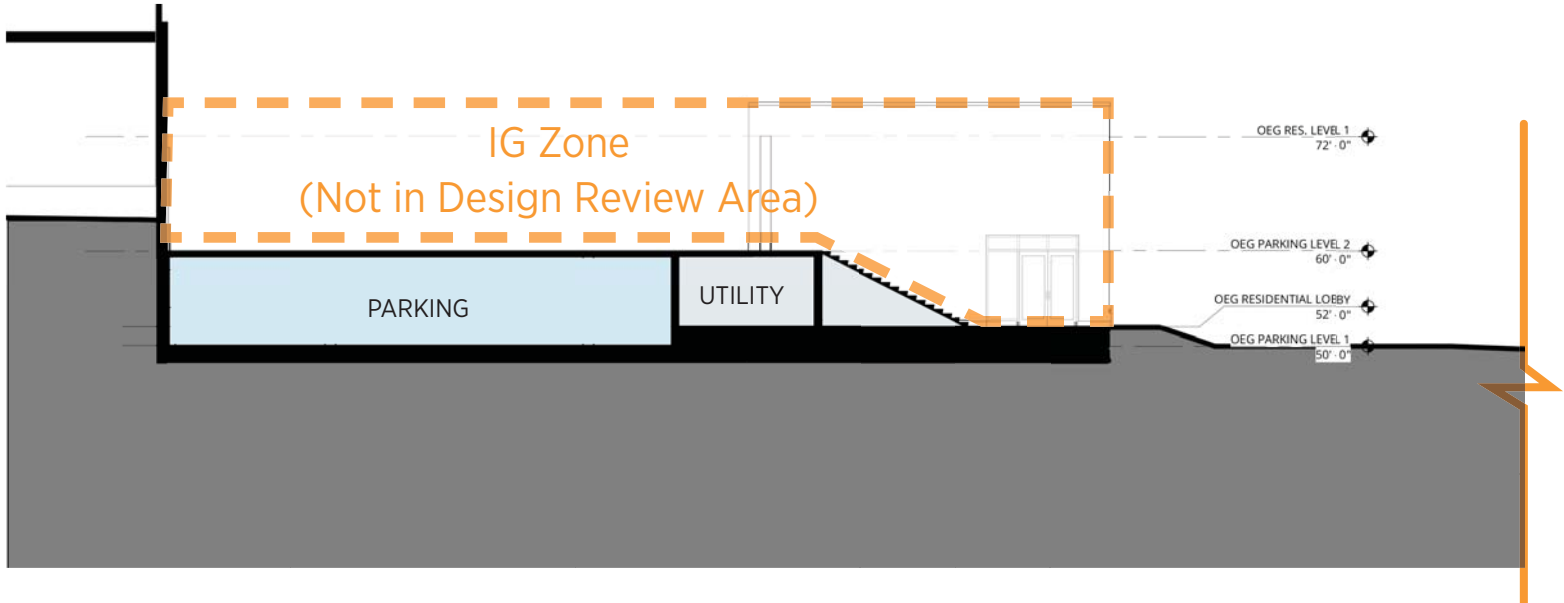 IG Zone
(Not in Design Review Area)
PARKING
UTILITY
OEG RES. LEVEL 1
72' - 0"
OEG PARKING LEVEL 2
60' - 0"
OEG RESIDENTIAL LOBBY
52' - 0"
OEG PARKING LEVEL 1
50' - 0"